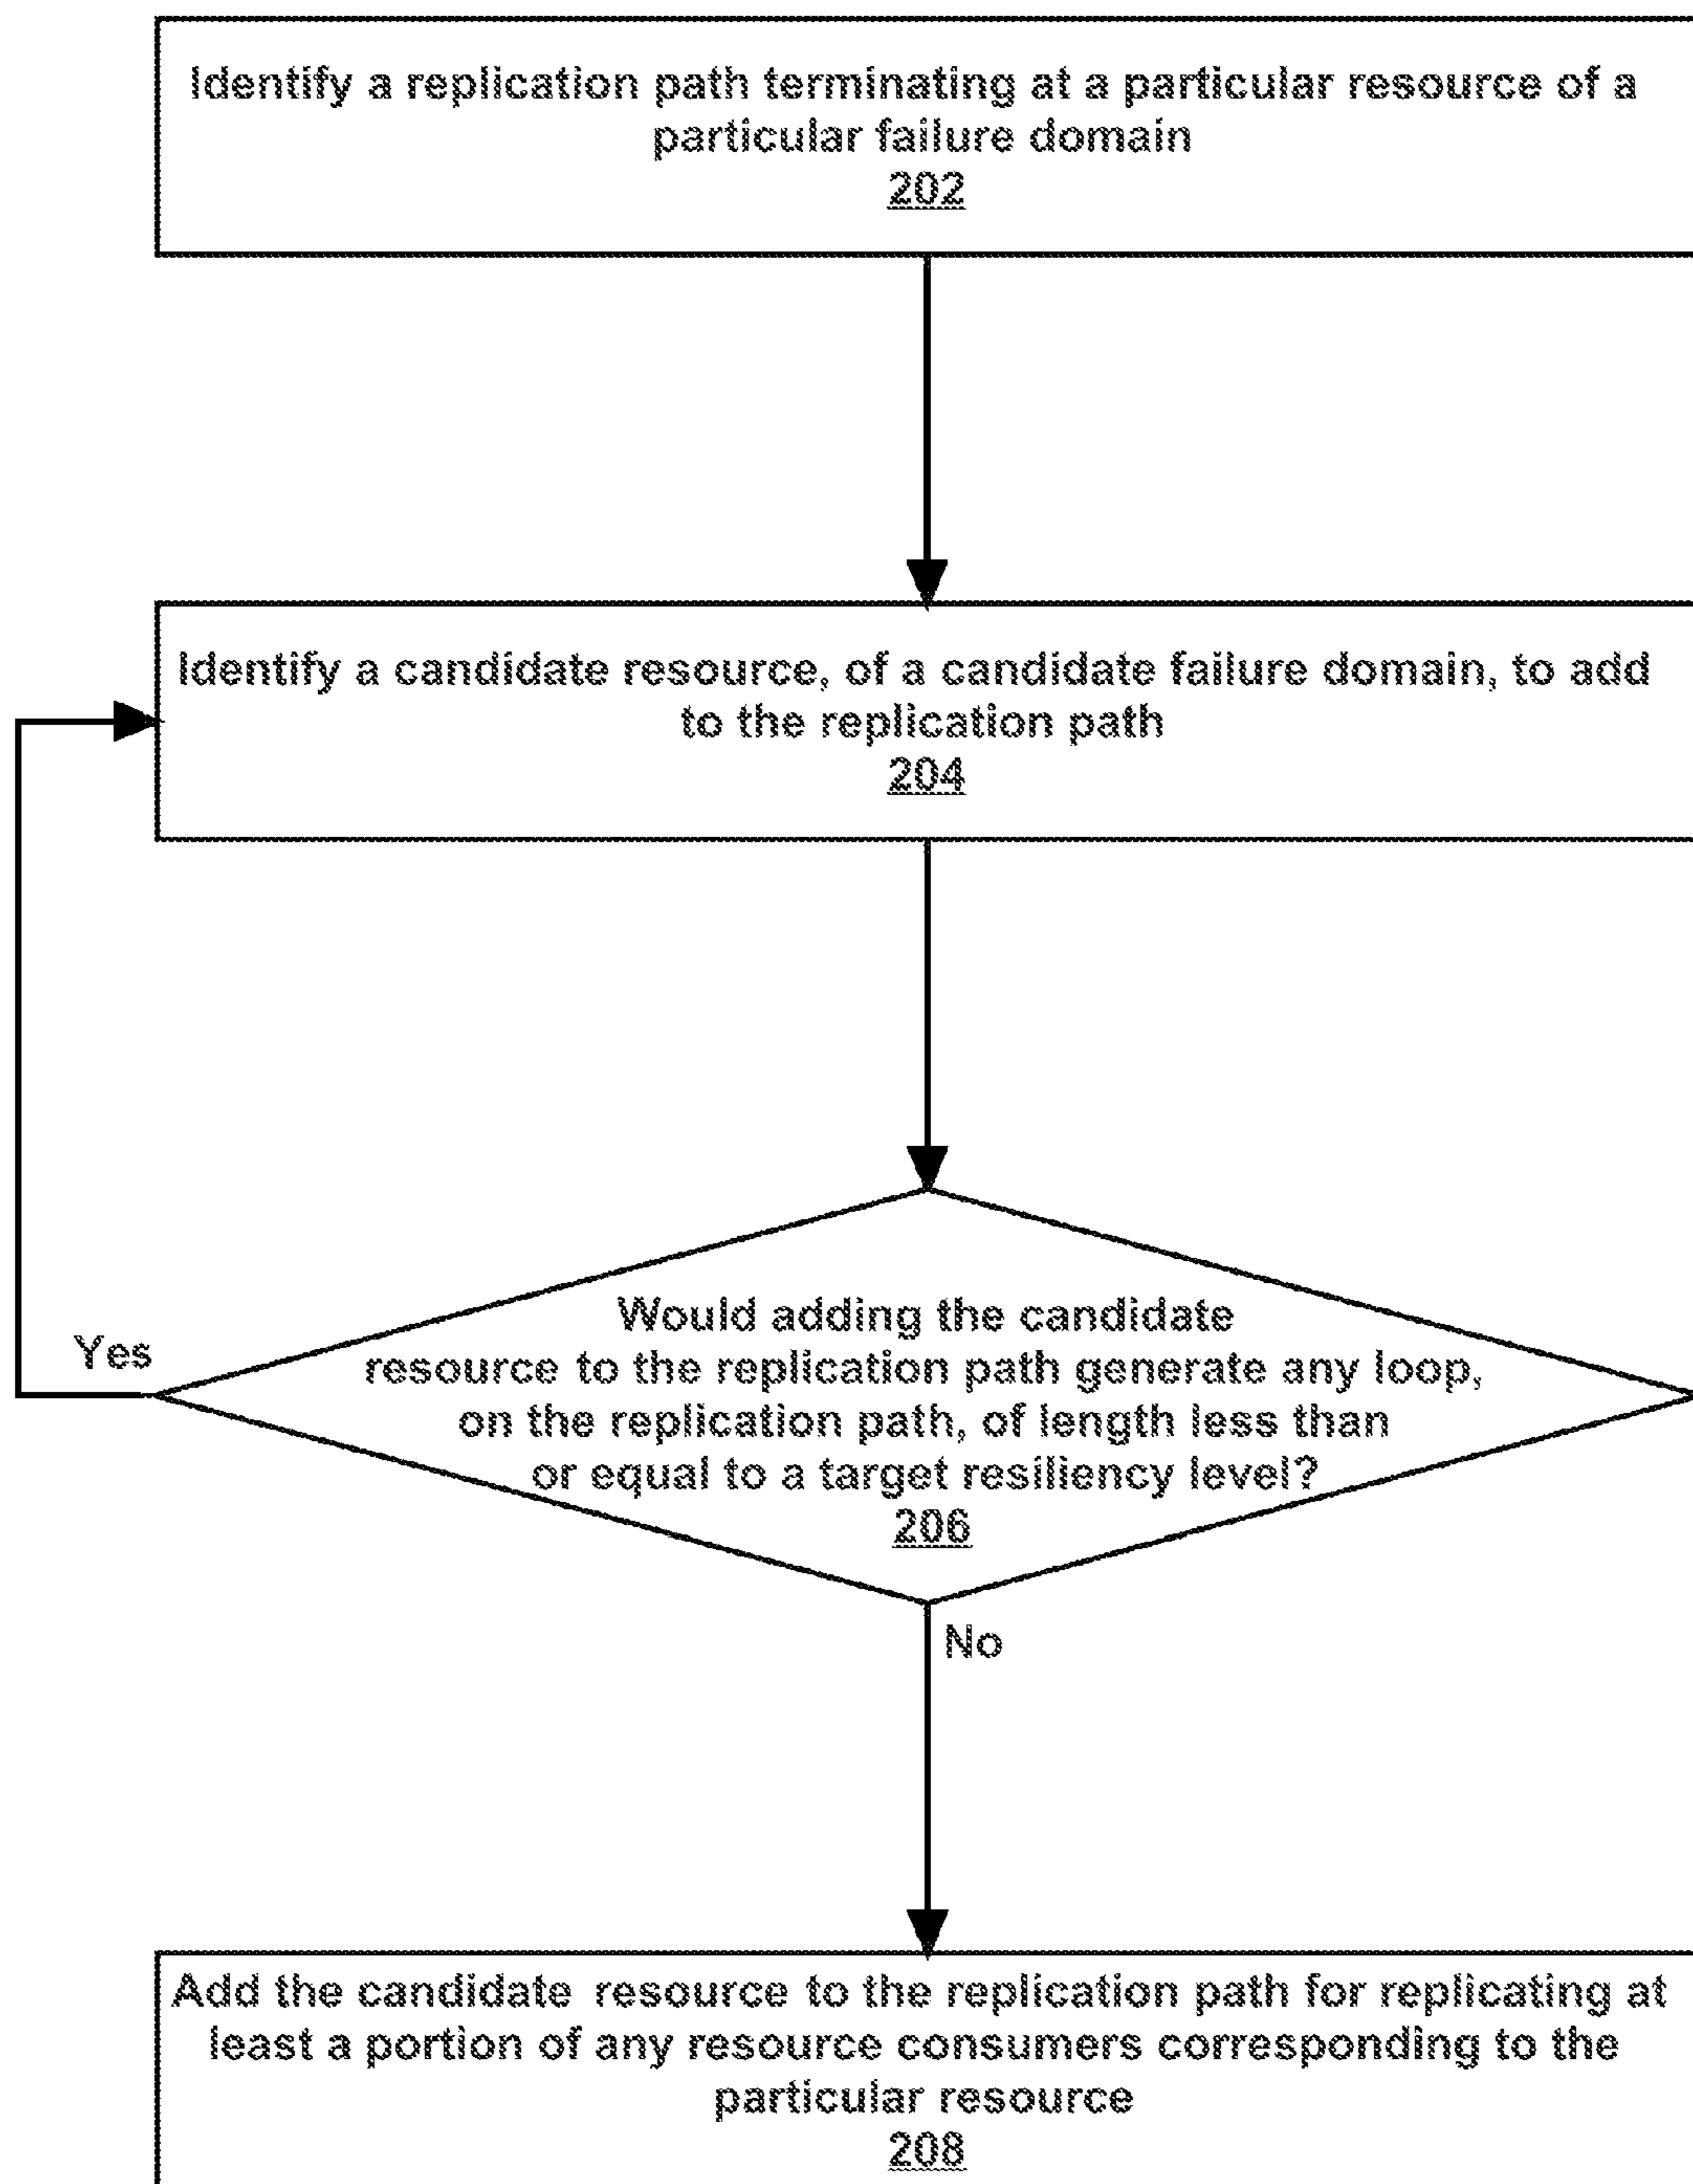 Identify a replication path terminating at a particular resource of a
particular failure domain
202
Identify a candidate resource, of a candidate failure domain, to add
to the replication path
204
Would adding the candidate
resource to the replication path generate any loop,
on the replication path, of length less than
or equal to a target resiliency level?
206
Yes
No
Add the candidate resource to the replication path for replicating at
least a portion of any resource consumers corresponding to the
particular resource
208